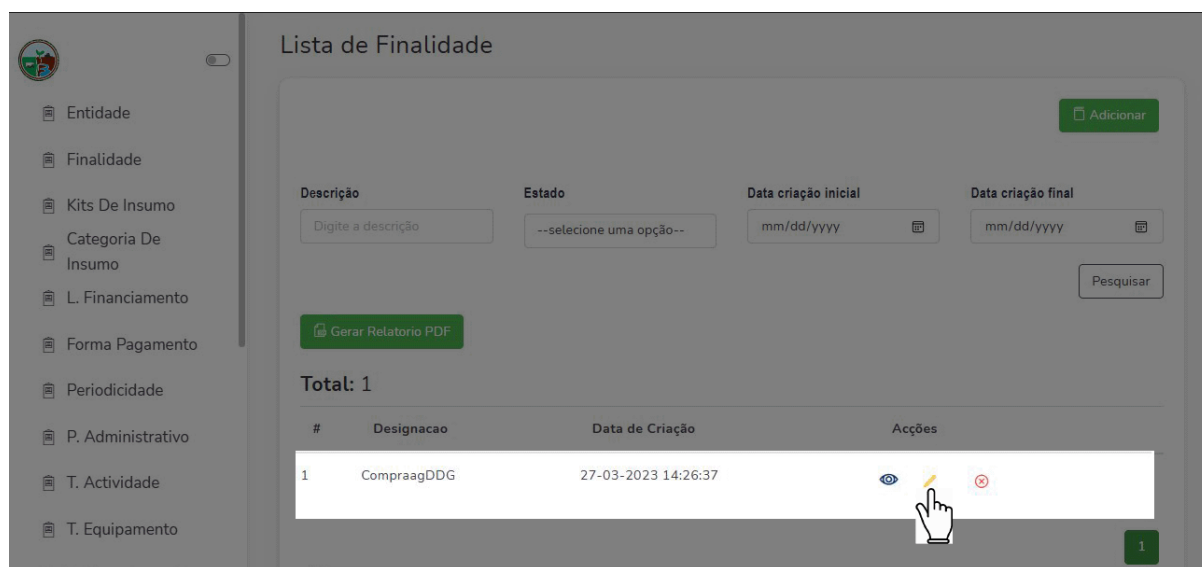 Lista de Finalidade
Entidade
Finalidade
Kits De Insumo
Categoria De
Insumo
L. Financiamento
Forma Pagamento
Periodicidade
P. Administrativo
T. Actividade
T. Equipamento
Adicionar
Descrição Estado Data criação inicial Data criação final
Digite a descrição --selecione uma opção-- mm/dd/yyyy mm/dd/yyyy
Pesquisar
Gerar Relatorio PDF
Total: 1
# Designacao Data de Criação Acções
1 CompraagDDG 27-03-2023 14:26:37
1